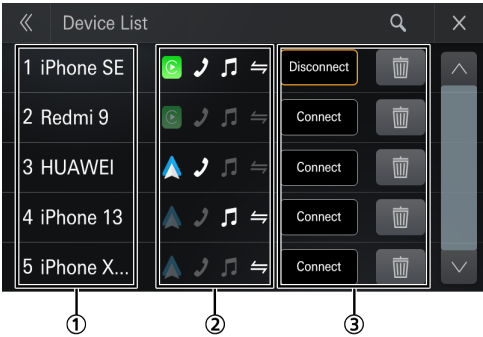 Device List
1 iPhone SE
Disconnect
2 Redmi 9
Connect
3 HUAWEI
Connect
4 iPhone 13
Connect
5 iPhone X...
Connect
① ② ③